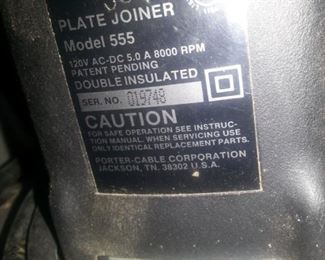 PLATE JOINER
Model 555
120V AC-DC 5.0 A 8000 RPM
PATENT PENDING
DOUBLE INSULATED
SER. NO. 019748
CAUTION
FOR SAFE OPERATION SEE INSTRUC-
TION MANUAL. WHEN SERVICING USE
ONLY IDENTICAL REPLACEMENT PARTS.
PORTER-CABLE CORPORATION
JACKSON, TN. 38302 U.S.A.